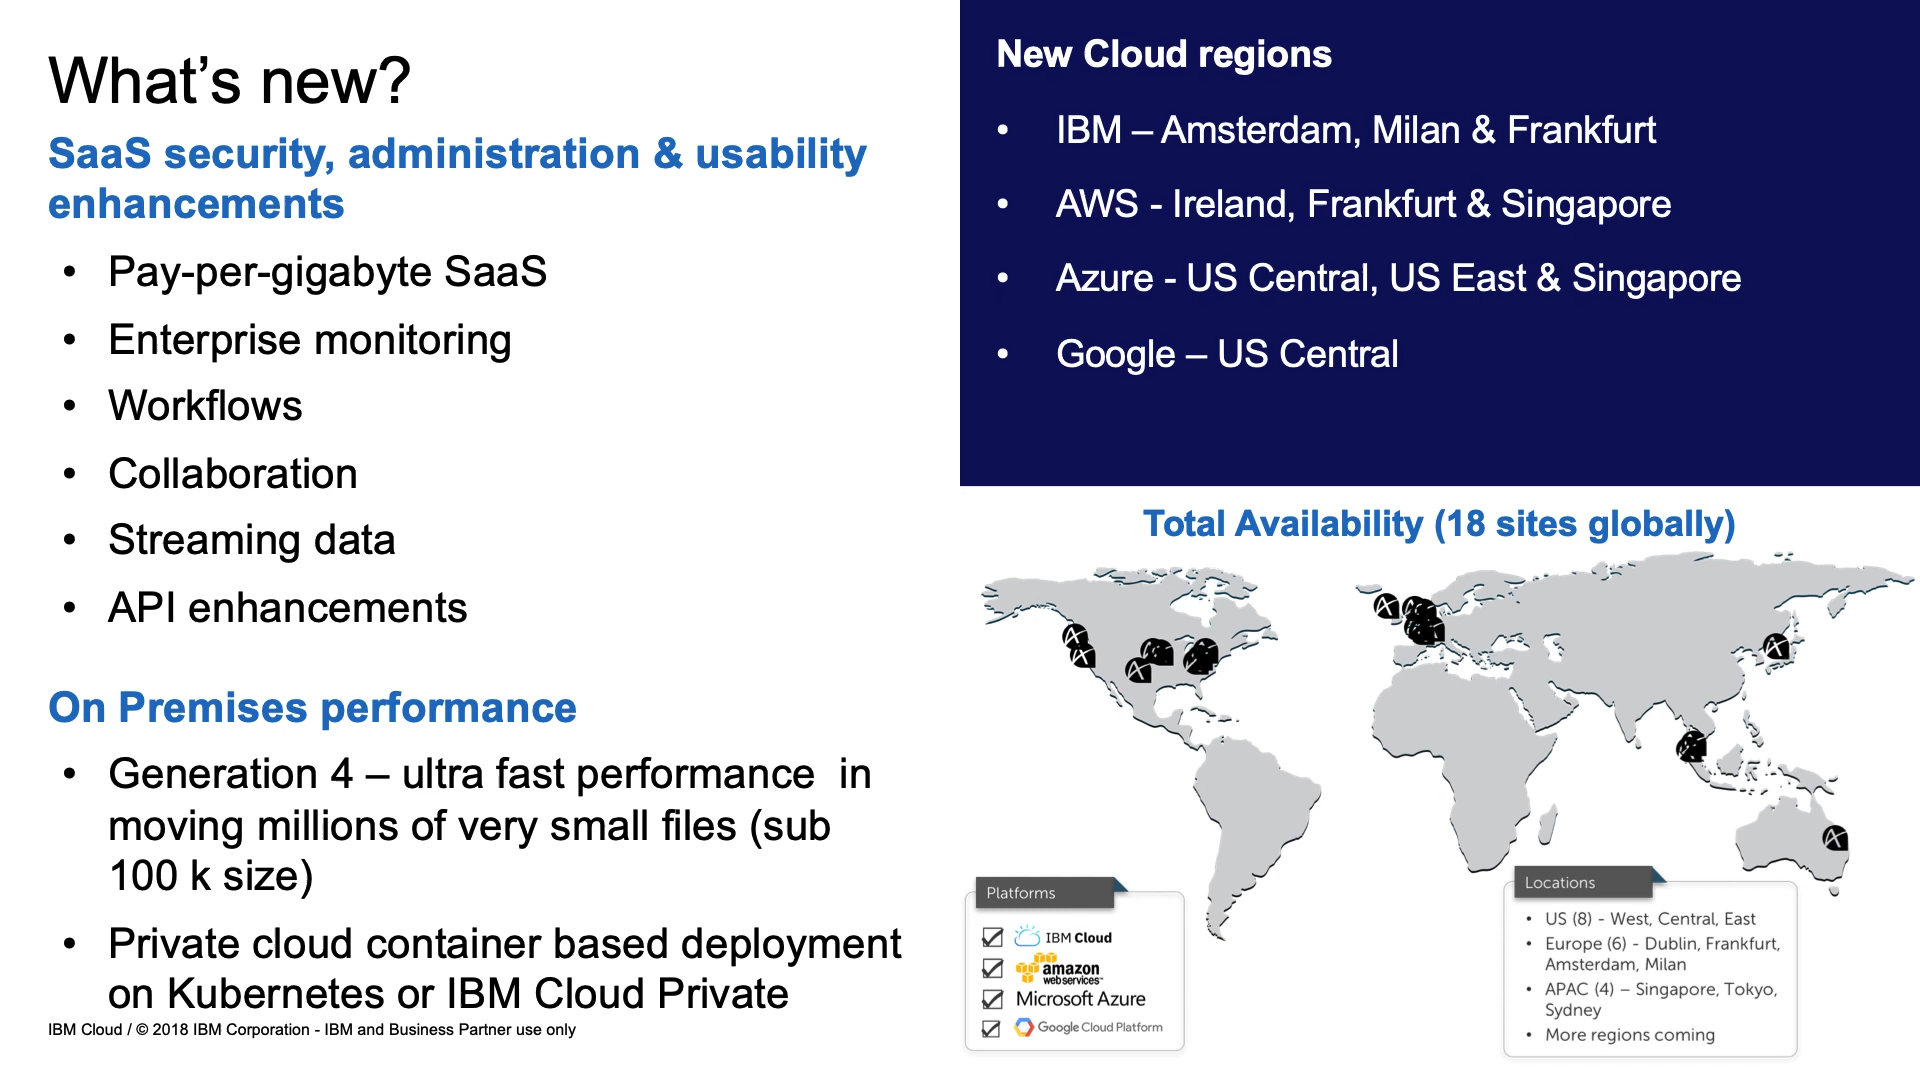 What's new?
SaaS security, administration & usability
enhancements
• Pay-per-gigabyte SaaS
• Enterprise monitoring
• Workflows
• Collaboration
• Streaming data
• API enhancements
On Premises performance
• Generation 4 – ultra fast performance  in
moving millions of very small files (sub
100 k size)
• Private cloud container based deployment
on Kubernetes or IBM Cloud Private
IBM Cloud / © 2018 IBM Corporation - IBM and Business Partner use only
New Cloud regions
• IBM – Amsterdam, Milan & Frankfurt
• AWS - Ireland, Frankfurt & Singapore
• Azure - US Central, US East & Singapore
• Google – US Central
Total Availability (18 sites globally)
Platforms
IBM Cloud
amazon
webservices™
Microsoft Azure
Google Cloud Platform
Locations
• US (8) - West, Central, East
• Europe (6) - Dublin, Frankfurt,
Amsterdam, Milan
• APAC (4) – Singapore, Tokyo,
Sydney
• More regions coming